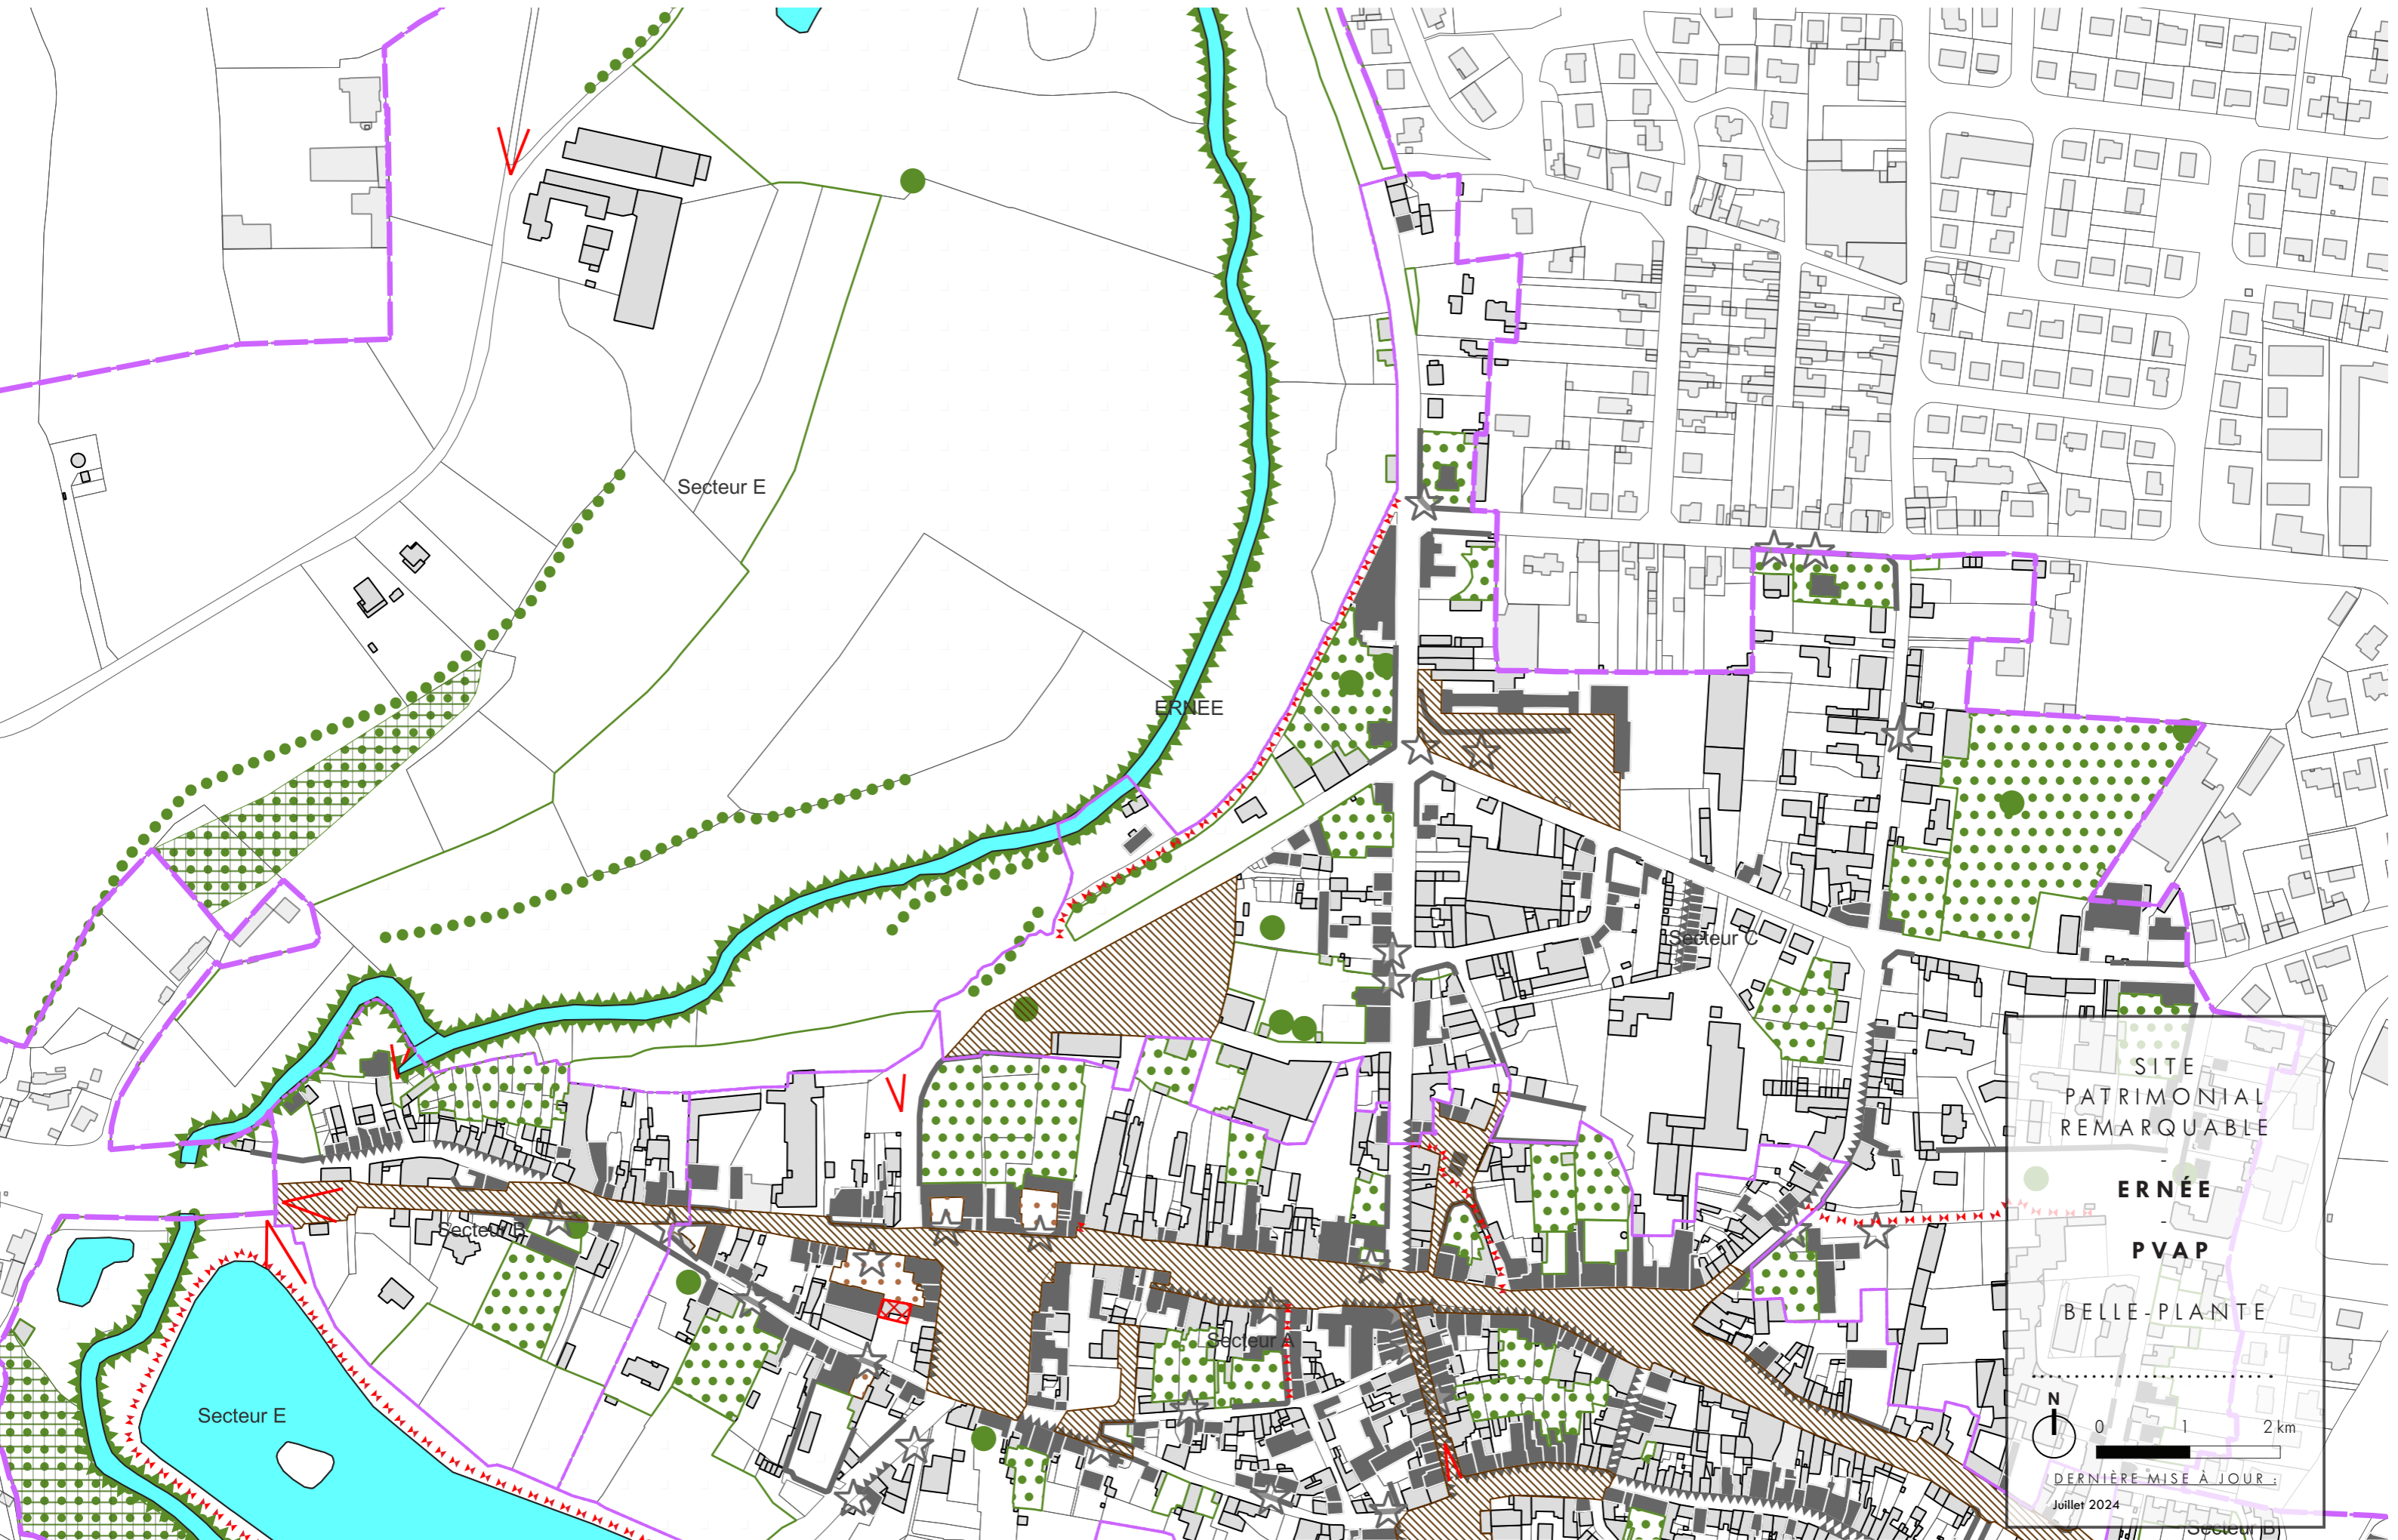 Secteur E
ERNEE
Secteur C
Secteur B
Secteur A
Secteur E
SITE
PATRIMONIAL
REMARQUABLE
-
ERNÉE
-
PVAP
BELLE-PLANTE
N
0 1 2 km
DERNIÈRE MISE À JOUR :
Juillet 2024
Secteur B